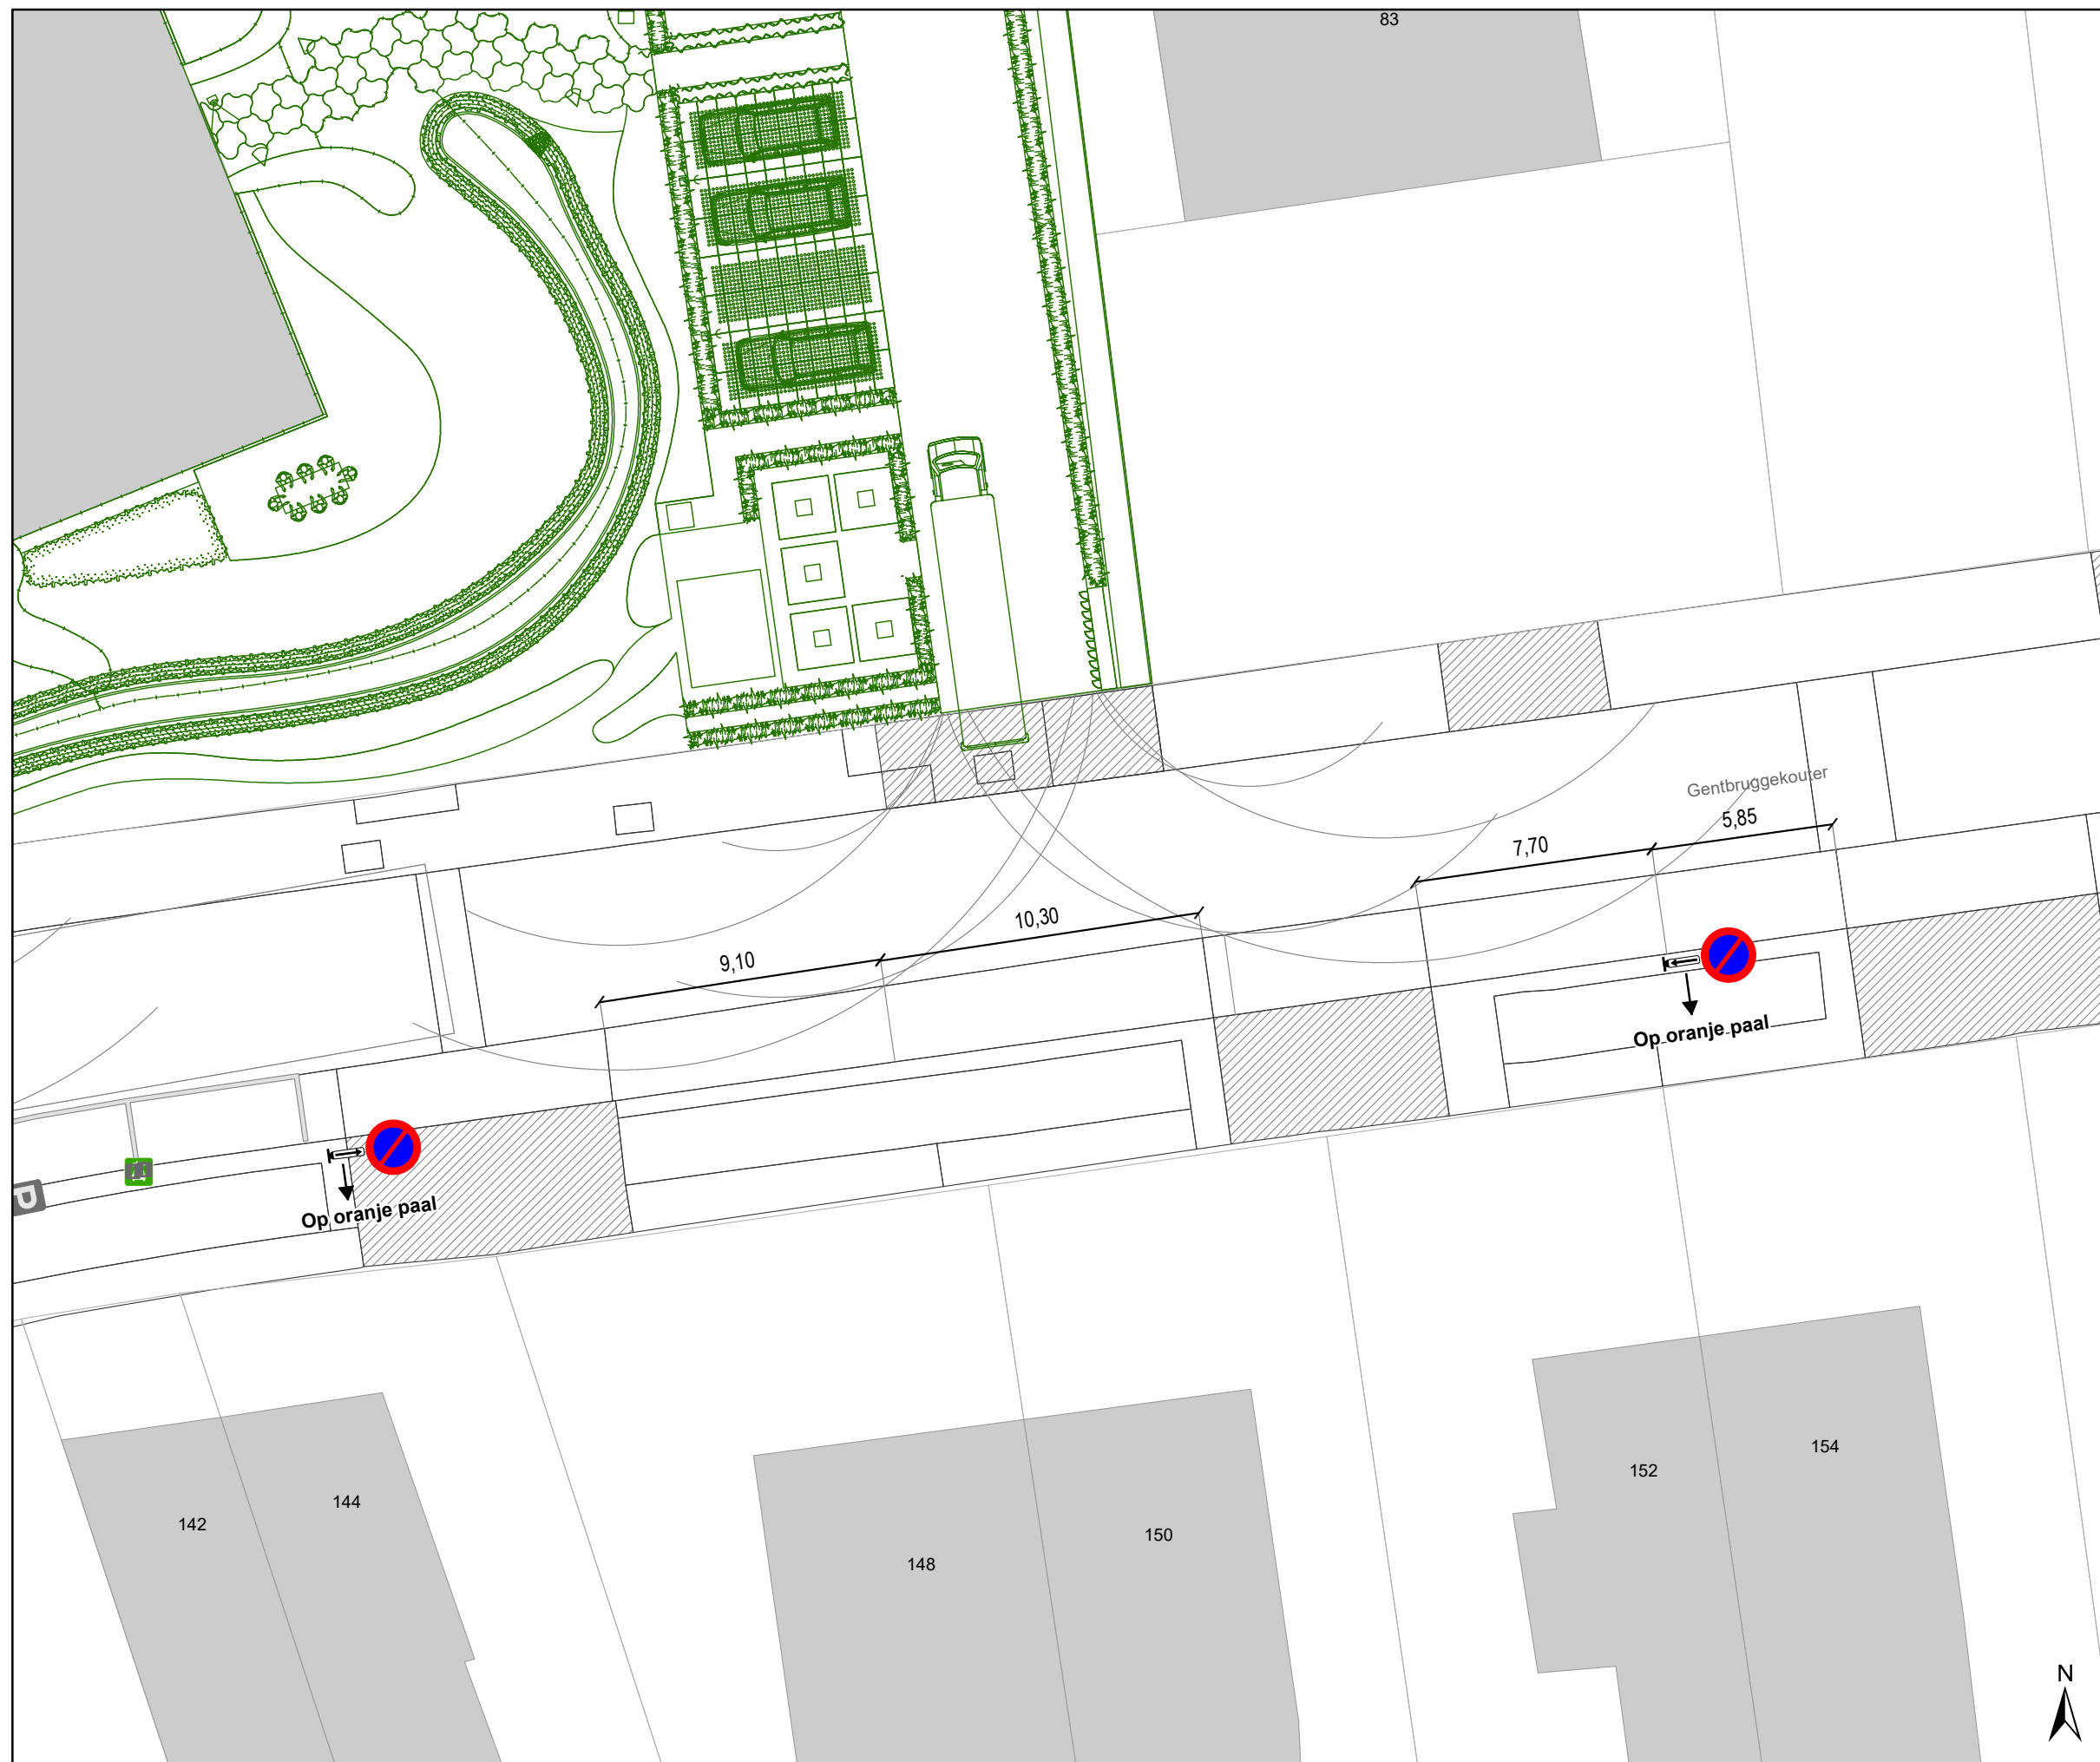 83
Gentbruggekouter
5,85
7,70
10,30
9,10
Op oranje paal
Op oranje paal
P
154
152
144
142
150
148
N